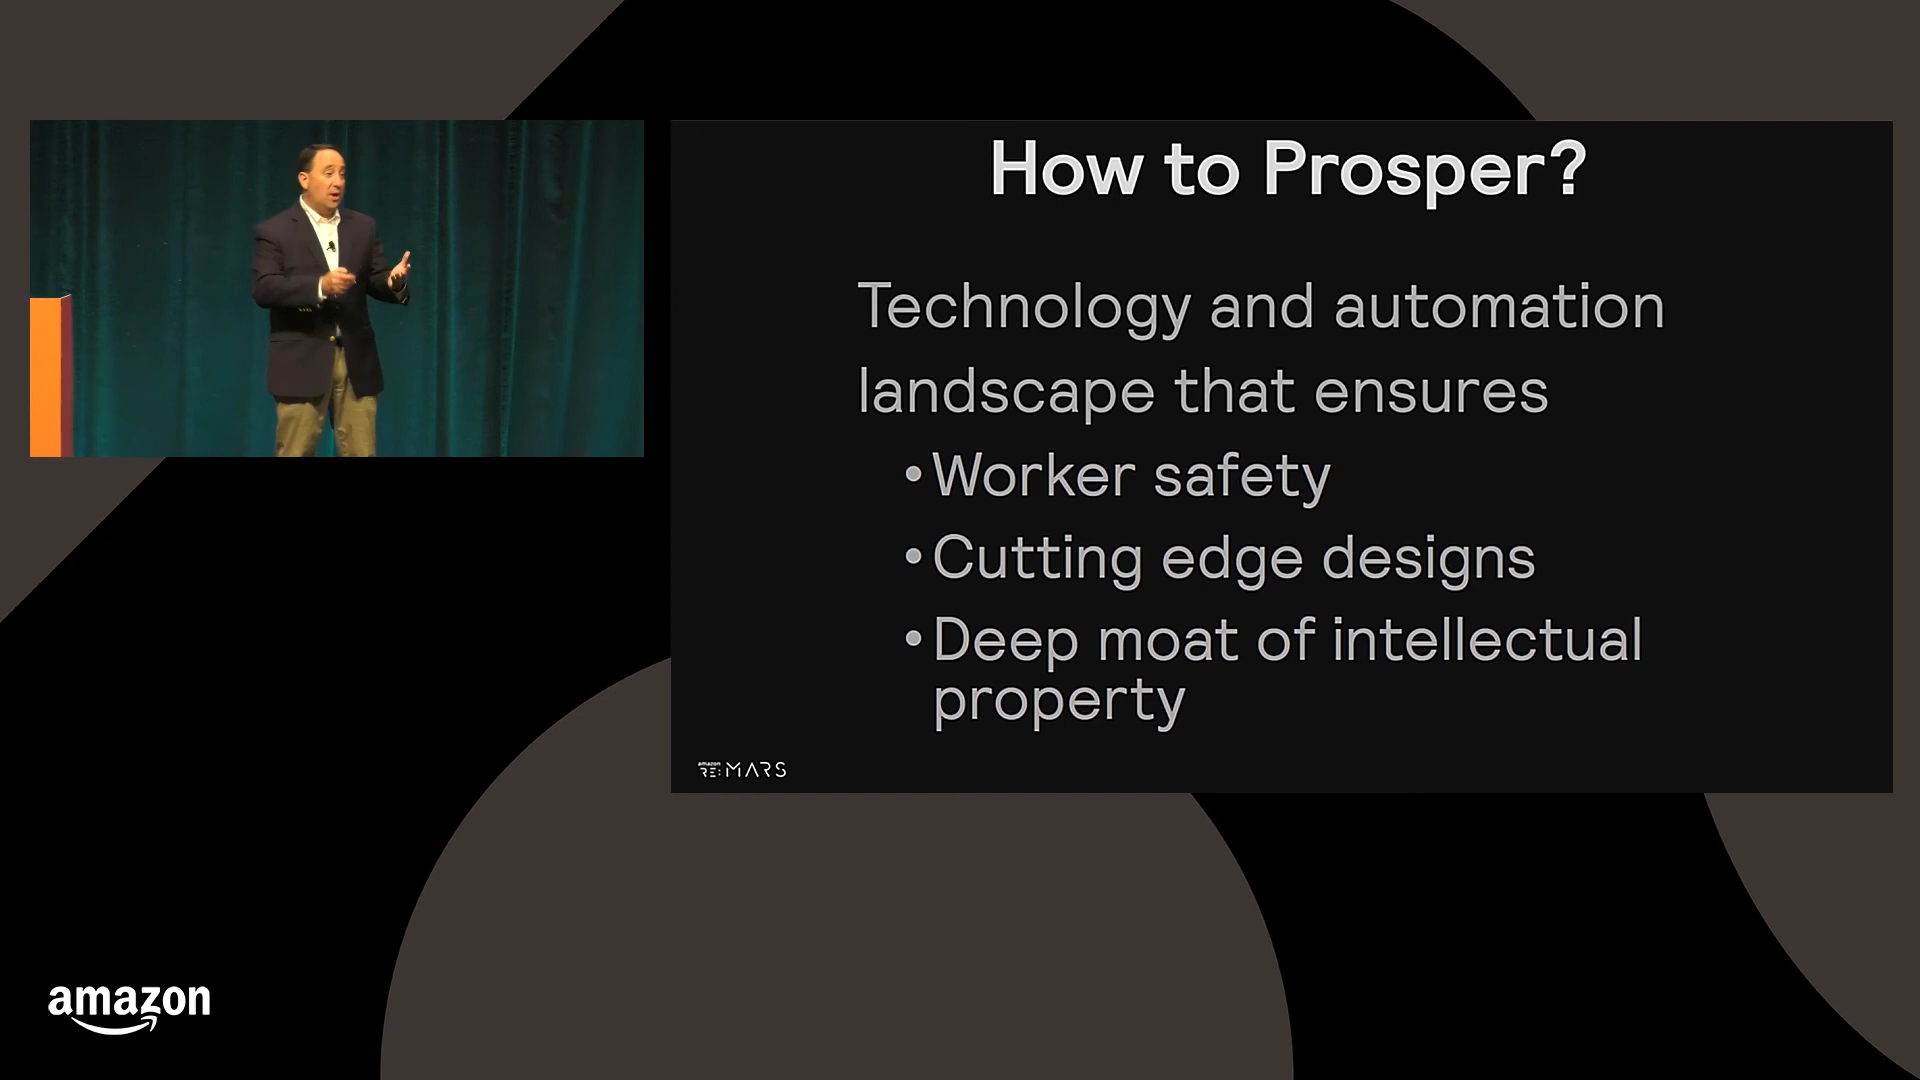 How to Prosper?
Technology and automation
landscape that ensures
•Worker safety
•Cutting edge designs
•Deep moat of intellectual
property
amazon
RE:MARS
amazon